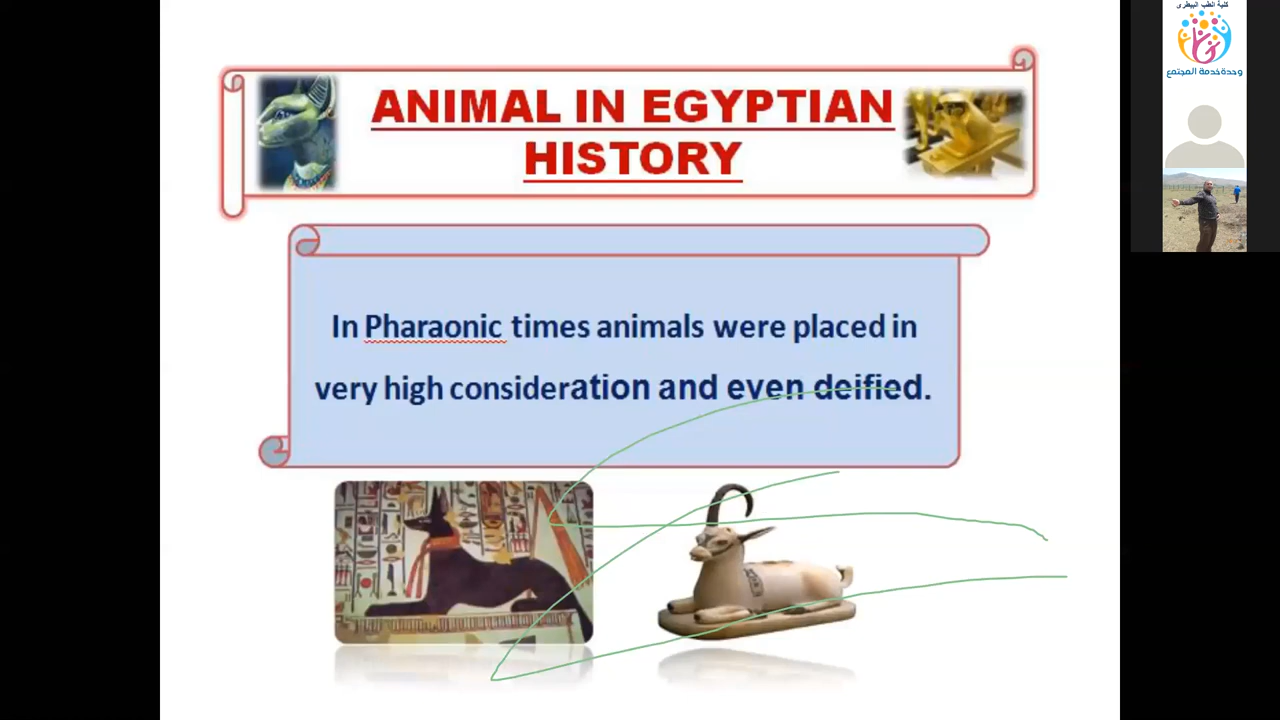 كلية الطب البيطرى
وحدة خدمة المجتمع
ANIMAL IN EGYPTIAN
HISTORY
In Pharaonic times animals were placed in
very high consideration and even deified.